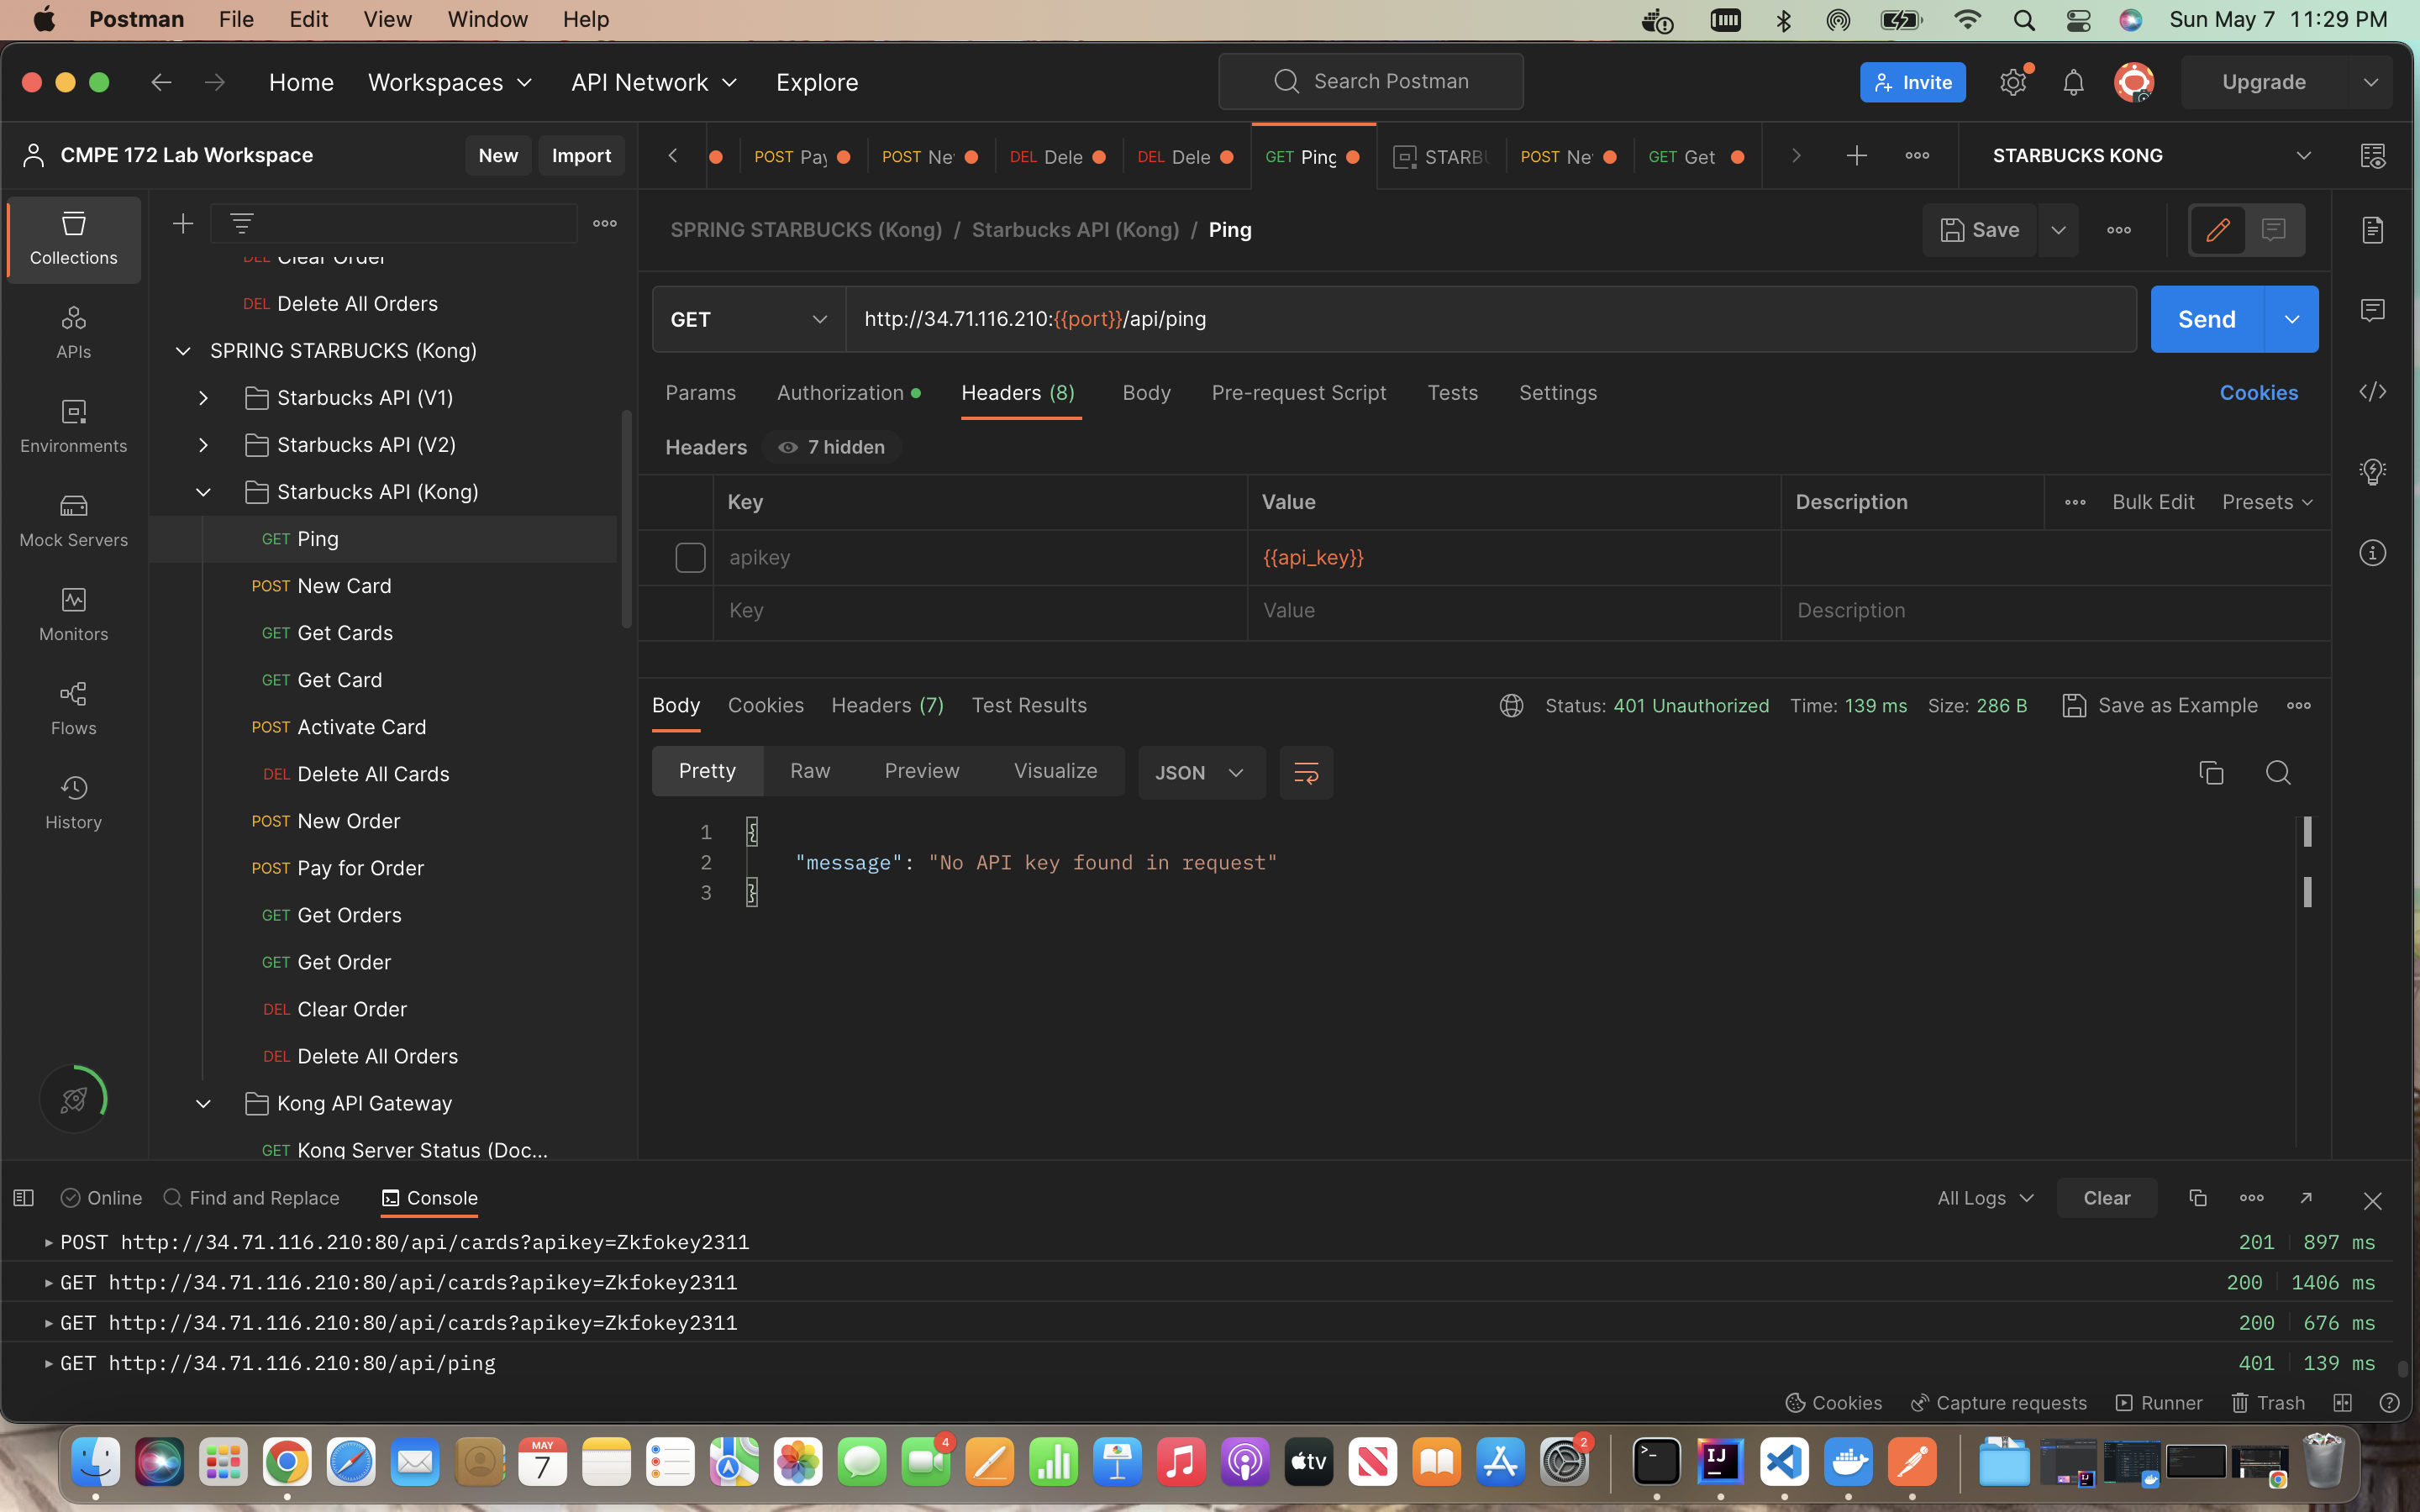 Postman File Edit View Window Help Sun May 7 11:29 PM
Home Workspaces API Network Explore Search Postman Invite Upgrade
CMPE 172 Lab Workspace New Import POST Pay POST Ne DEL Dele DEL Dele GET Ping STARBU POST Ne GET Get STARBUCKS KONG
SPRING STARBUCKS (Kong) / Starbucks API (Kong) / Ping Save
Collections
APIs
Environments
Mock Servers
Monitors
Flows
History
DEL Clear Order
DEL Delete All Orders
SPRING STARBUCKS (Kong)
Starbucks API (V1)
Starbucks API (V2)
Starbucks API (Kong)
GET Ping
POST New Card
GET Get Cards
GET Get Card
POST Activate Card
DEL Delete All Cards
POST New Order
POST Pay for Order
GET Get Orders
GET Get Order
DEL Clear Order
DEL Delete All Orders
Kong API Gateway
GET Kong Server Status (Doc...
GET http://34.71.116.210:{{port}}/api/ping Send
Params Authorization Headers (8) Body Pre-request Script Tests Settings Cookies
Headers 7 hidden
Key Value Description Bulk Edit Presets
apikey {{api_key}}
Key Value Description
Body Cookies Headers (7) Test Results Status: 401 Unauthorized Time: 139 ms Size: 286 B Save as Example
Pretty Raw Preview Visualize JSON
1 {
2 "message": "No API key found in request"
3 }
Online Find and Replace Console All Logs Clear
POST http://34.71.116.210:80/api/cards?apikey=Zkfokey2311 201 897 ms
GET http://34.71.116.210:80/api/cards?apikey=Zkfokey2311 200 1406 ms
GET http://34.71.116.210:80/api/cards?apikey=Zkfokey2311 200 676 ms
GET http://34.71.116.210:80/api/ping 401 139 ms
Cookies Capture requests Runner Trash
MAY
7
4
tv
2
IJ